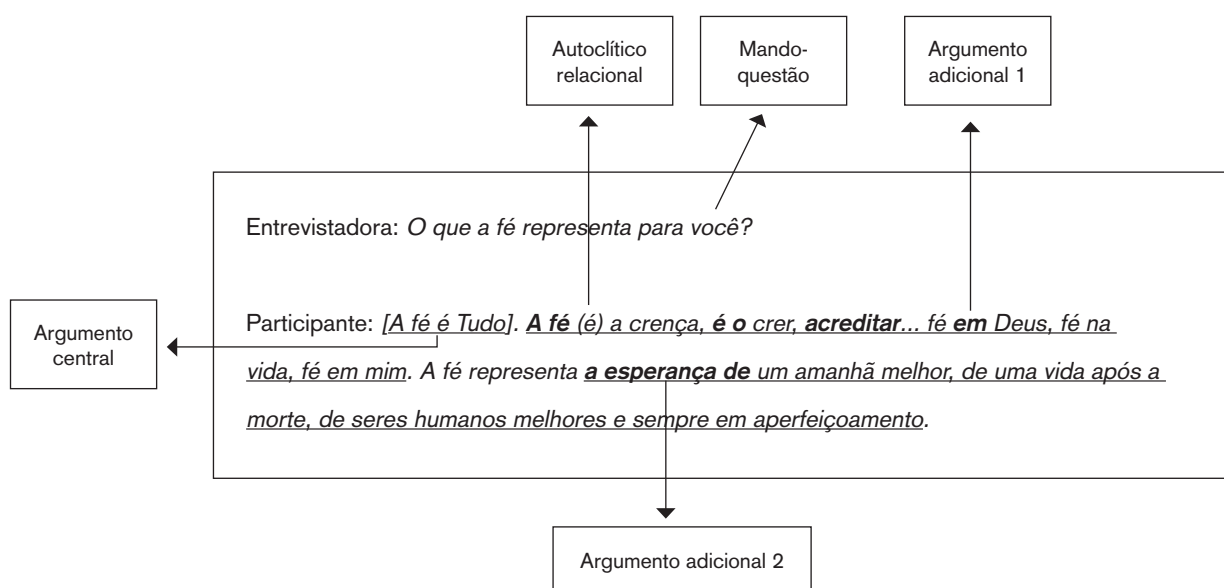 Autoclítico
relacional
Mando-
questão
Argumento
adicional 1
Entrevistadora: O que a fé representa para você?
Argumento
central
Participante: [A fé é Tudo]. A fé (é) a crença, é o crer, acreditar... fé em Deus, fé na
vida, fé em mim. A fé representa a esperança de um amanhã melhor, de uma vida após a
morte, de seres humanos melhores e sempre em aperfeiçoamento.
Argumento adicional 2